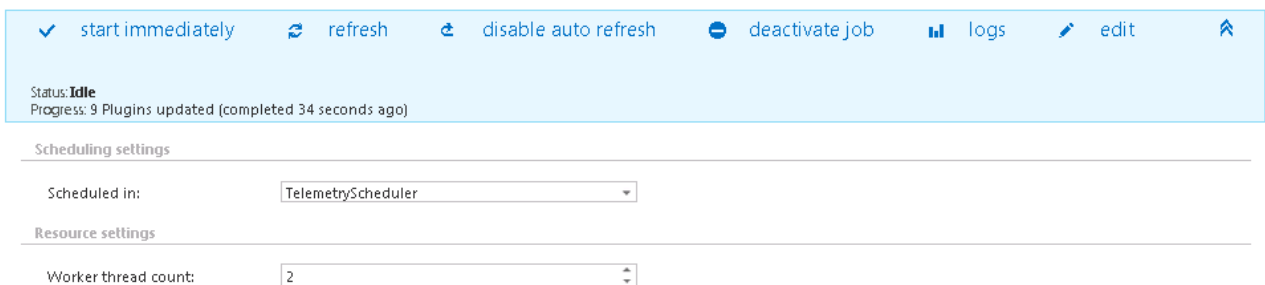 start immediately refresh disable auto refresh deactivate job logs edit
Status: Idle
Progress: 9 Plugins updated (completed 34 seconds ago)
Scheduling settings
Scheduled in: TelemetryScheduler
Resource settings
Worker thread count: 2